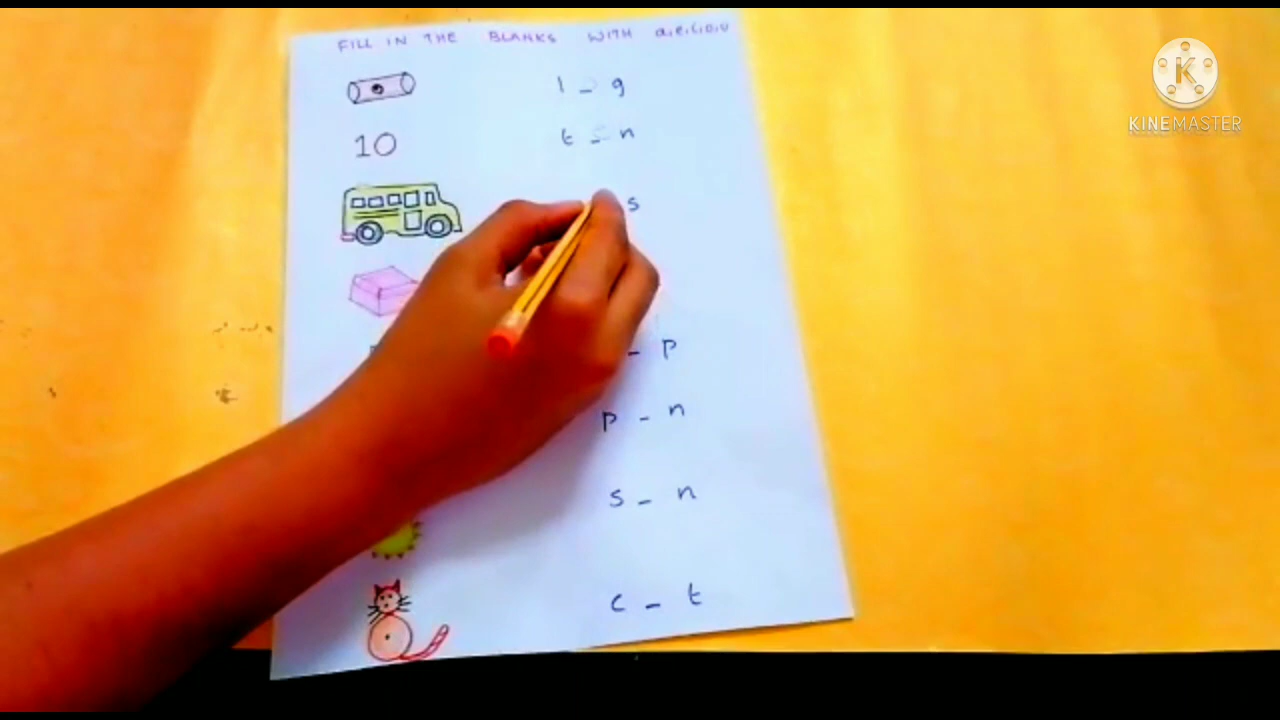 FILL IN THE BLANKS WITH a,e,i,o,u
l _ g
10 t _ n
s
_ p
p _ n
s _ n
c _ t
K
KINEMASTER